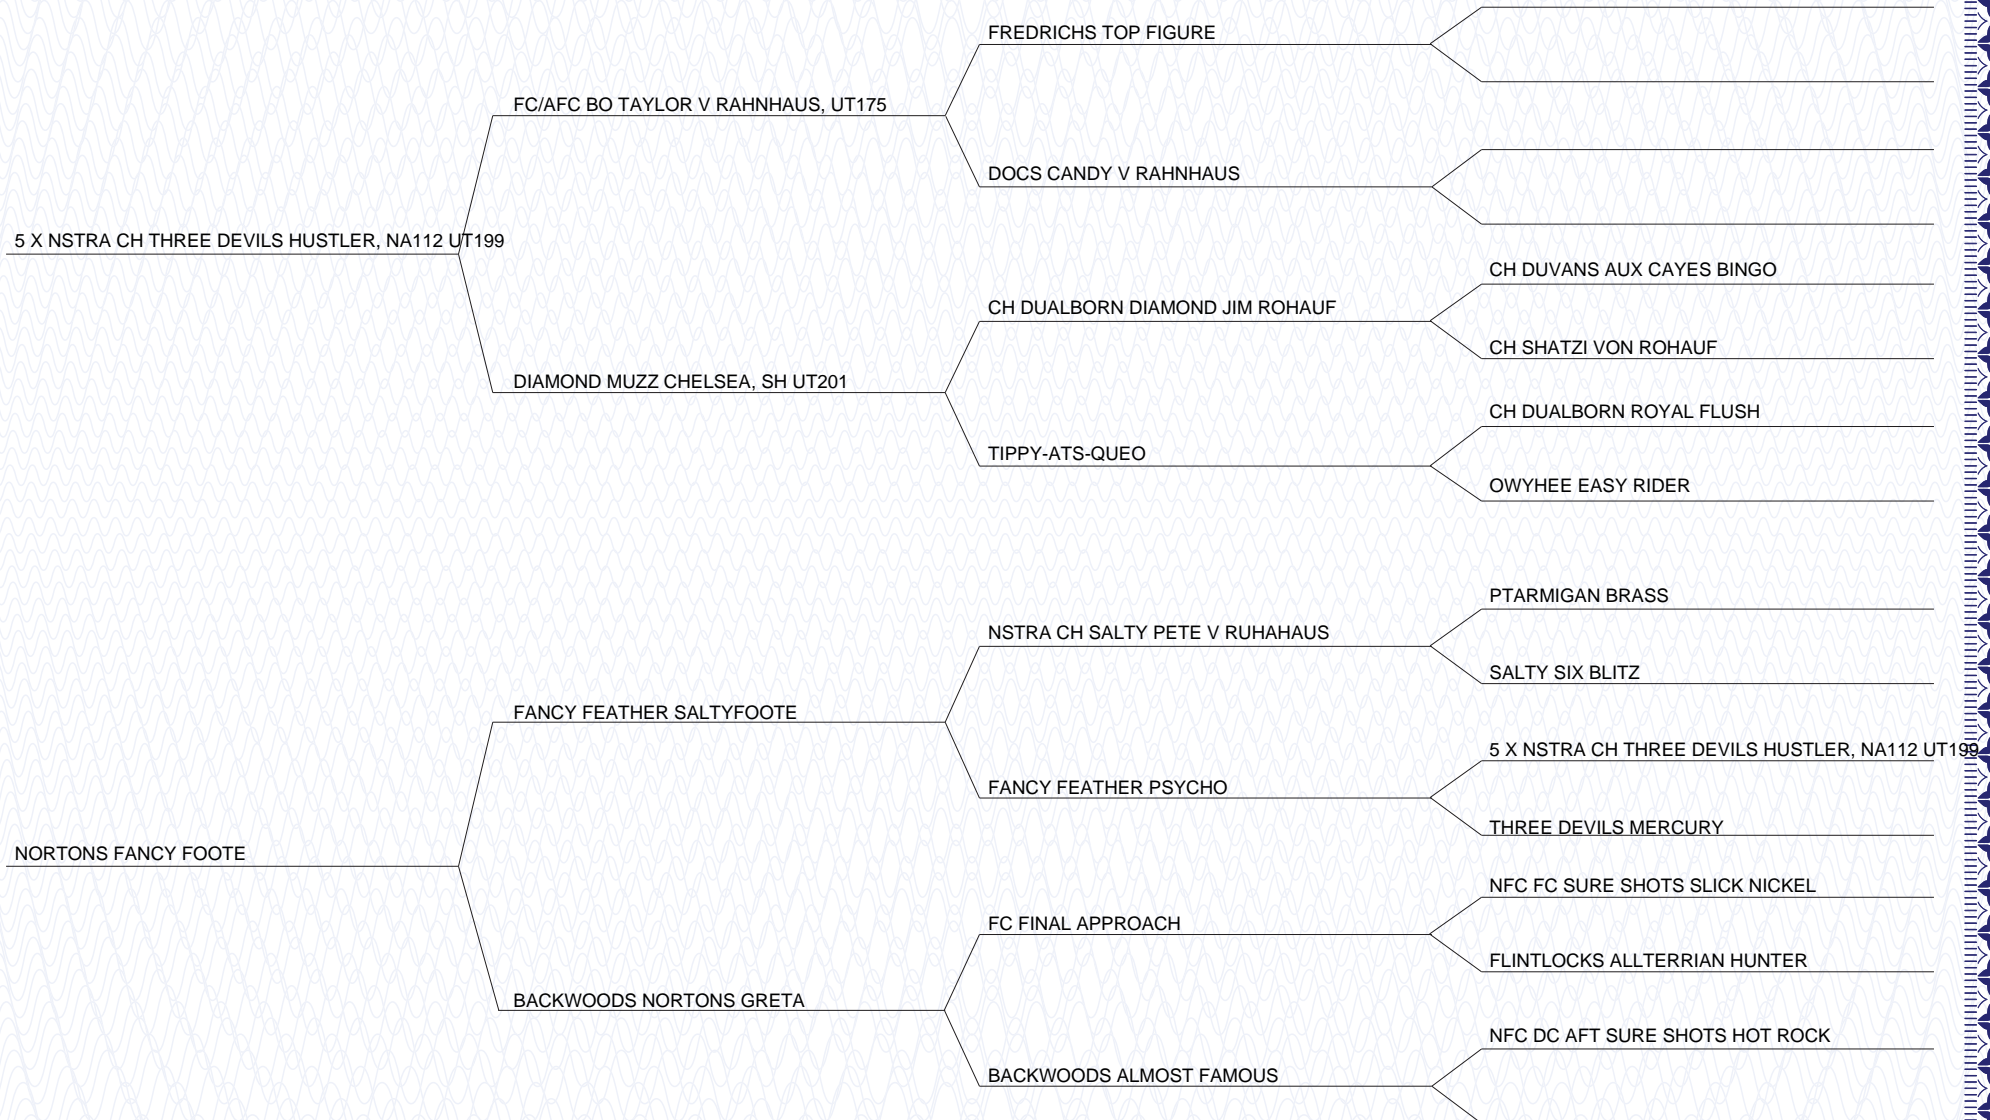 FREDRICHS TOP FIGURE
FC/AFC BO TAYLOR V RAHNHAUS, UT175
DOCS CANDY V RAHNHAUS
5 X NSTRA CH THREE DEVILS HUSTLER, NA112 UT199
CH DUVANS AUX CAYES BINGO
CH DUALBORN DIAMOND JIM ROHAUF
CH SHATZI VON ROHAUF
DIAMOND MUZZ CHELSEA, SH UT201
CH DUALBORN ROYAL FLUSH
TIPPY-ATS-QUEO
OWYHEE EASY RIDER
PTARMIGAN BRASS
NSTRA CH SALTY PETE V RUHAHAUS
SALTY SIX BLITZ
FANCY FEATHER SALTYFOOTE
5 X NSTRA CH THREE DEVILS HUSTLER, NA112 UT199
FANCY FEATHER PSYCHO
THREE DEVILS MERCURY
NORTONS FANCY FOOTE
NFC FC SURE SHOTS SLICK NICKEL
FC FINAL APPROACH
FLINTLOCKS ALLTERRIAN HUNTER
BACKWOODS NORTONS GRETA
NFC DC AFT SURE SHOTS HOT ROCK
BACKWOODS ALMOST FAMOUS